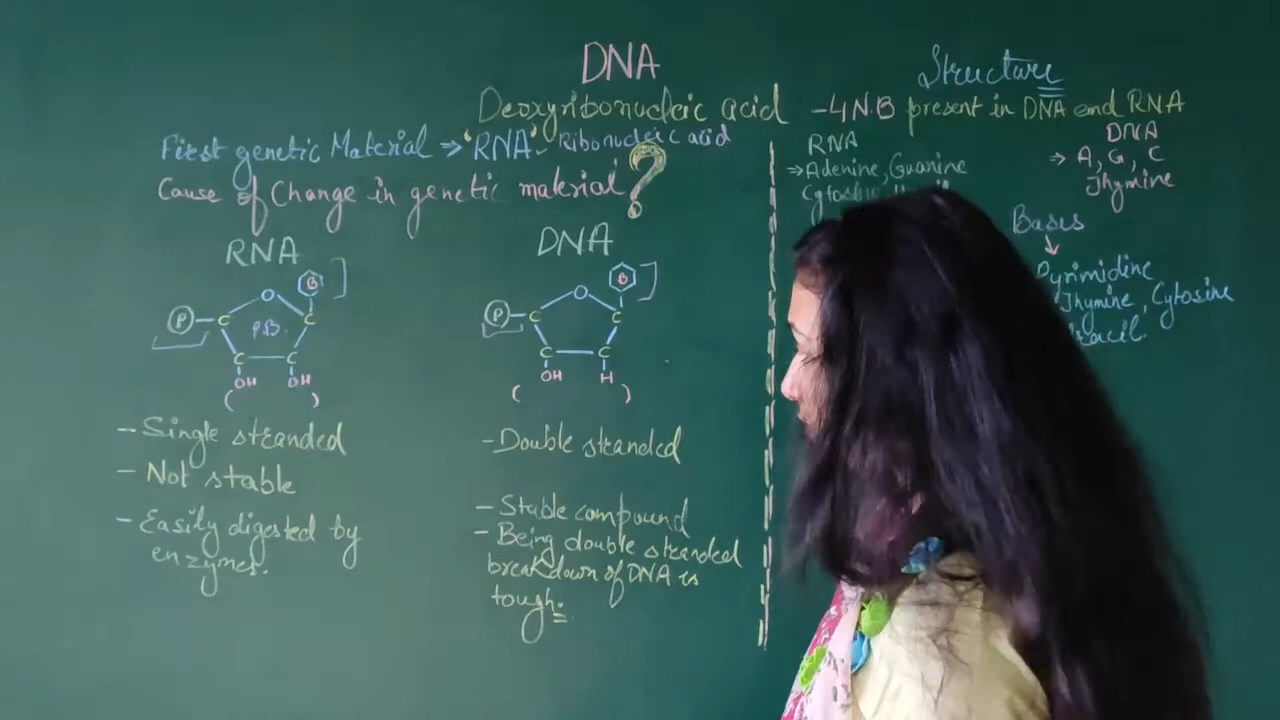 DNA
Deoxyribonucleic acid
First genetic Material ⇒ 'RNA' - Ribonucleic acid
Cause of Change in genetic material ?
RNA
B
O
P
C
C
P.B.
C
C
OH
OH
( )
- Single stranded
- Not stable
- Easily digested by
enzymes.
DNA
B
O
P
C
C
C
C
OH
H
( )
- Double stranded
- Stable compound
- Being double stranded
breakdown of DNA is
tough.
Structure
- 4 N.B present in DNA and RNA
RNA
⇒ Adenine, Guanine
DNA
⇒ A, G, C
Thymine
Bases
↓
Pyrimidine
Thymine, Cytosine